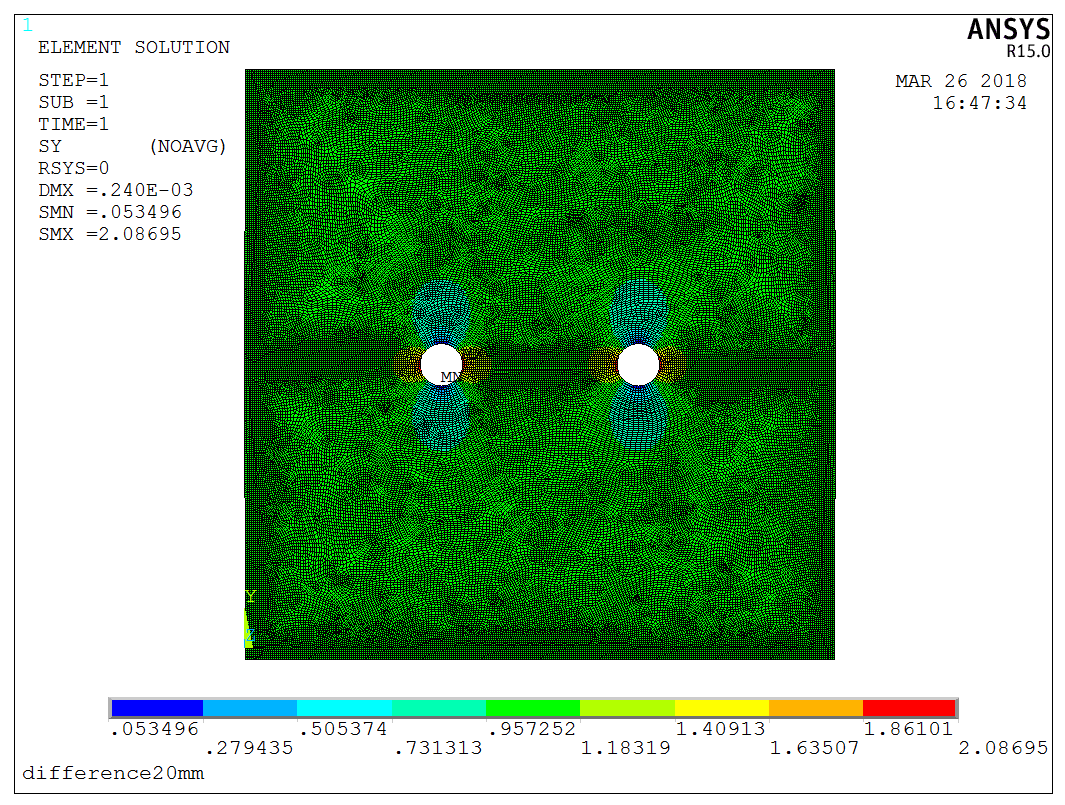 1
ANSYS
R15.0
ELEMENT SOLUTION
STEP=1
SUB =1
TIME=1
SY (NOAVG)
RSYS=0
DMX =.240E-03
SMN =.053496
SMX =2.08695
MAR 26 2018
16:47:34
MN
Y
.053496 .505374 .957252 1.40913 1.86101
.279435 .731313 1.18319 1.63507 2.08695
difference20mm